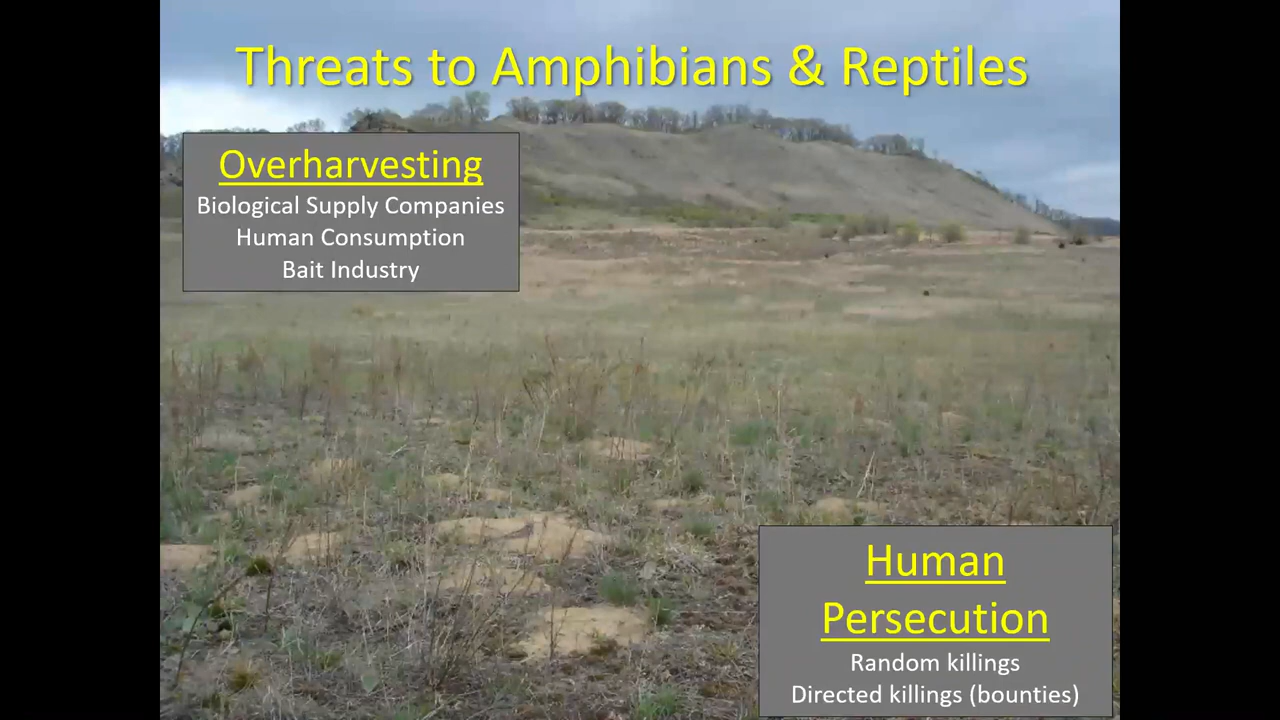 Threats to Amphibians & Reptiles
Overharvesting
Biological Supply Companies
Human Consumption
Bait Industry
Human
Persecution
Random killings
Directed killings (bounties)